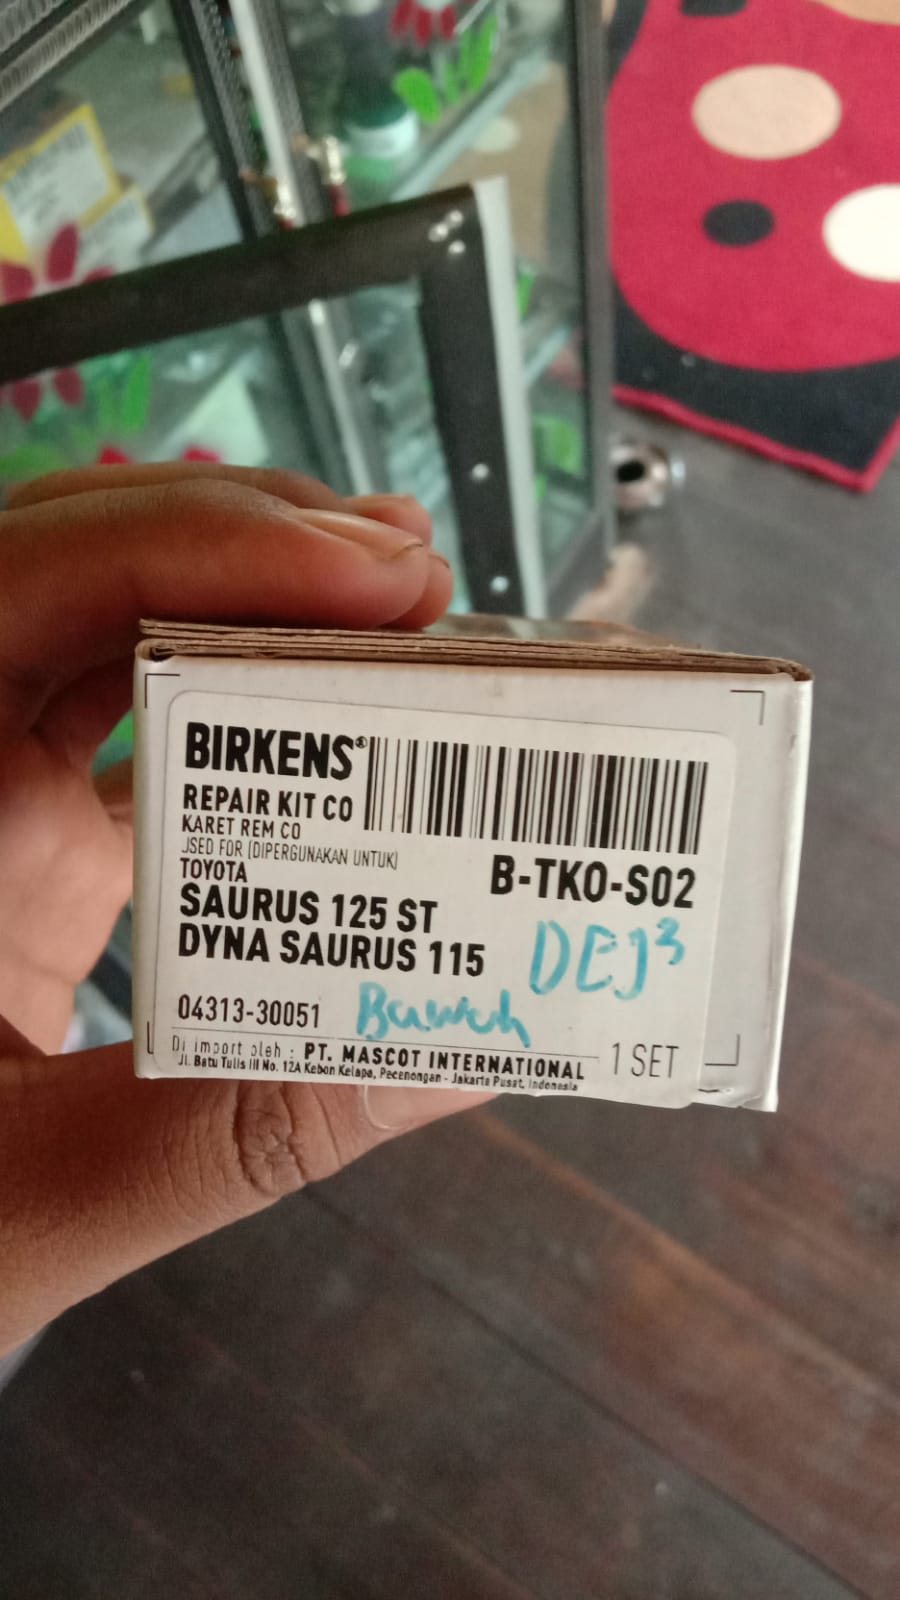 BIRKENS®
REPAIR KIT CO
KARET REM CO
JSED FOR (DIPERGUNAKAN UNTUK)
TOYOTA
B-TKO-S02
SAURUS 125 ST
DYNA SAURUS 115
DEJ3
04313-30051
Bawah
1 SET
Di import oleh : PT. MASCOT INTERNATIONAL
Jl. Batu Tulis III No. 12A Kebon Kelapa, Pecenongan - Jakarta Pusat, Indonesia